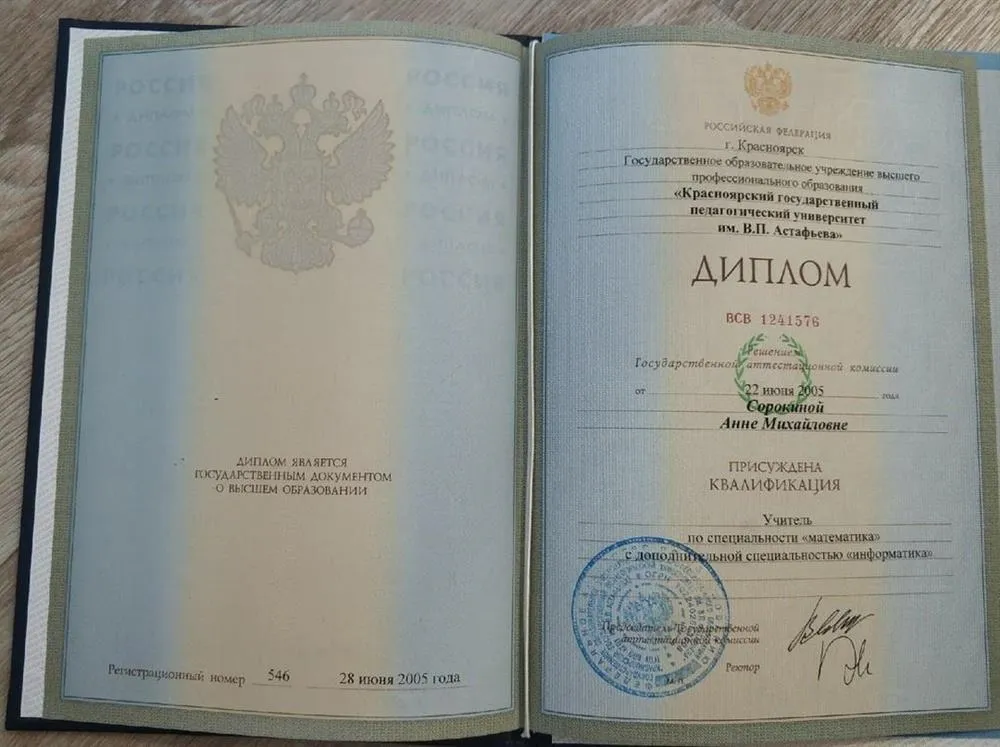 ДИПЛОМ ЯВЛЯЕТСЯ
ГОСУДАРСТВЕННЫМ ДОКУМЕНТОМ
О ВЫСШЕМ ОБРАЗОВАНИИ
Регистрационный номер 546 28 июня 2005 года
РОССИЙСКАЯ ФЕДЕРАЦИЯ
г. Красноярск
Государственное образовательное учреждение высшего
профессионального образования
«Красноярский государственный
педагогический университет
им. В.П. Астафьева»
ДИПЛОМ
ВСВ 1241576
Решением
Государственной аттестационной комиссии
от 22 июня 2005 года
Сорокиной
Анне Михайловне
ПРИСУЖДЕНА
КВАЛИФИКАЦИЯ
Учитель
по специальности «математика»
с дополнительной специальностью «информатика»
Председатель Государственной
аттестационной комиссии
Ректор